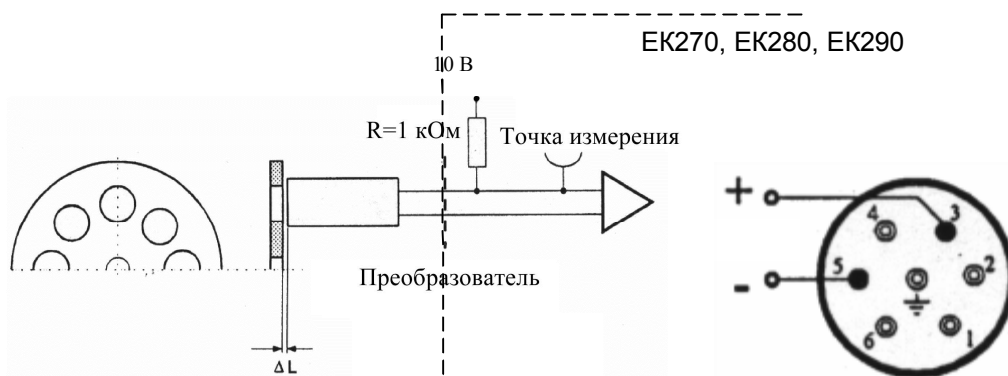 ЕК270, ЕК280, ЕК290
10 В
R=1 кОм
Точка измерения
Преобразователь
ΔL
+
-
4
3
5
2
6
1